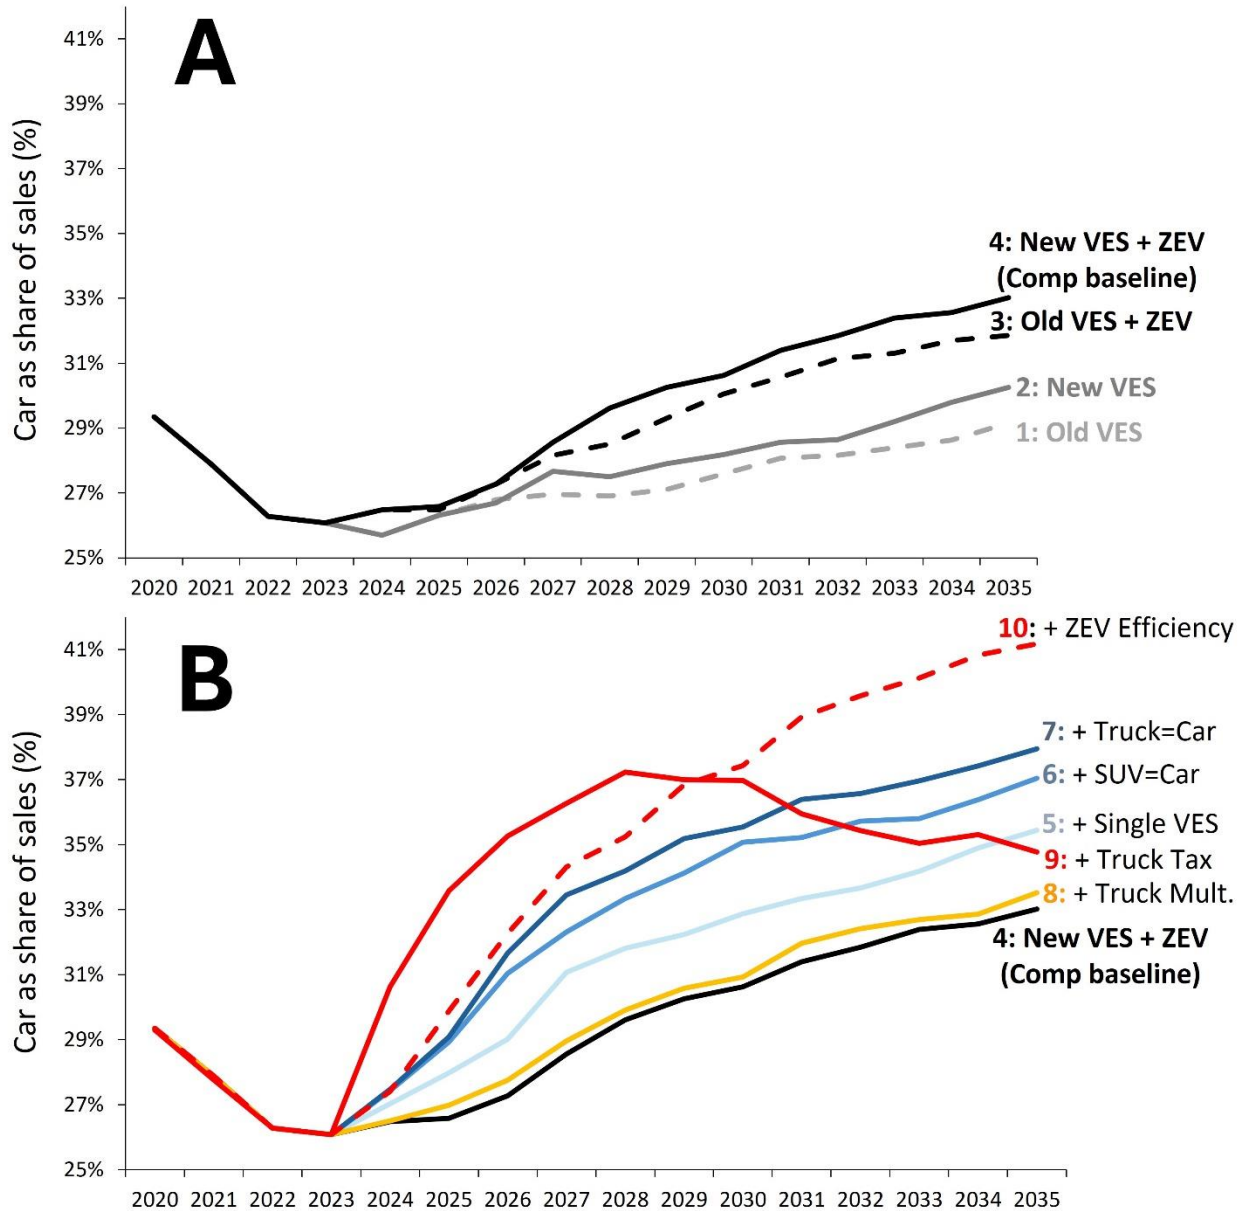 A
Car as share of sales (%)
41%
39%
37%
35%
33%
31%
29%
27%
25%
4: New VES + ZEV
(Comp baseline)
3: Old VES + ZEV
2: New VES
1: Old VES
2020 2021 2022 2023 2024 2025 2026 2027 2028 2029 2030 2031 2032 2033 2034 2035
B
Car as share of sales (%)
41%
39%
37%
35%
33%
31%
29%
27%
25%
10: + ZEV Efficiency
7: + Truck=Car
6: + SUV=Car
5: + Single VES
9: + Truck Tax
8: + Truck Mult.
4: New VES + ZEV
(Comp baseline)
2020 2021 2022 2023 2024 2025 2026 2027 2028 2029 2030 2031 2032 2033 2034 2035